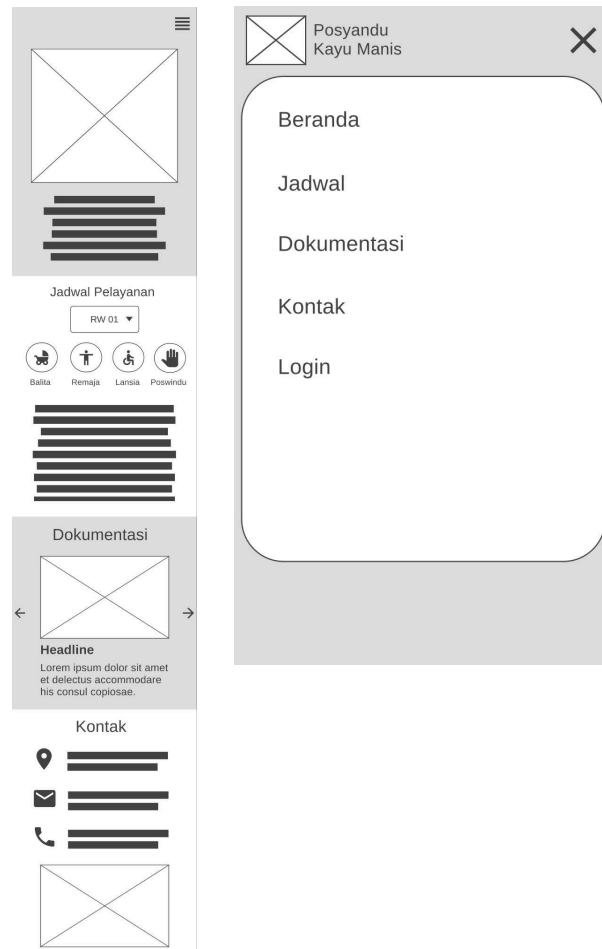 Jadwal Pelayanan
RW 01
Balita
Remaja
Lansia
Poswindu
Dokumentasi
Headline
Lorem ipsum dolor sit amet
et delectus accommodare
his consul copiosae.
Kontak
Posyandu
Kayu Manis
Beranda
Jadwal
Dokumentasi
Kontak
Login